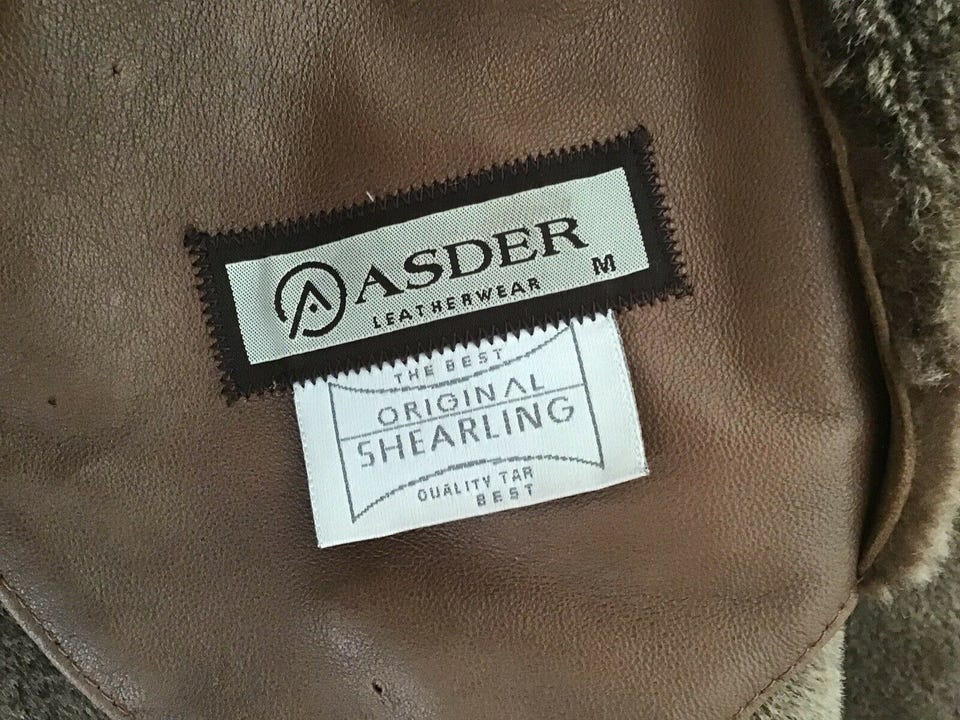 ASDER
LEATHERWEAR
M
THE BEST
ORIGINAL
SHEARLING
QUALITY TAR
BEST